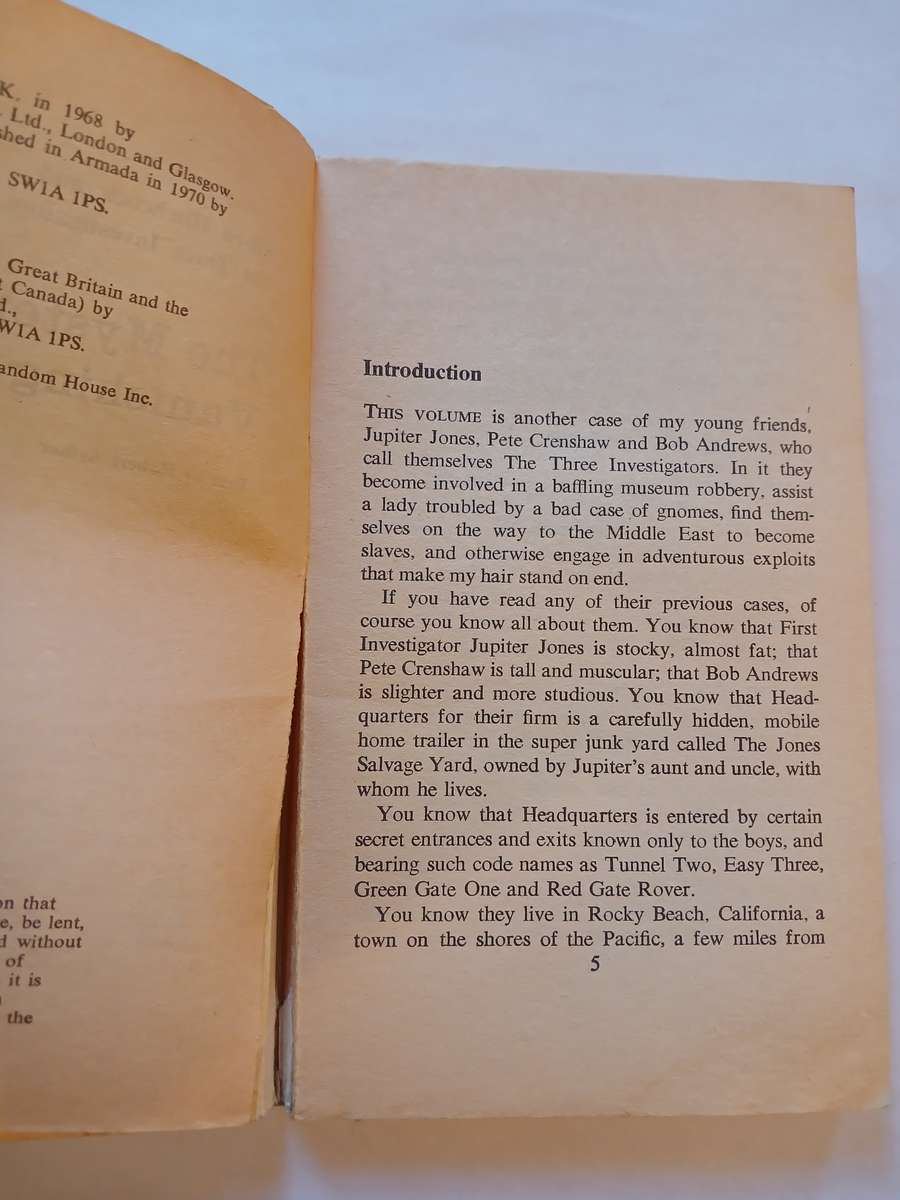 K. in 1968 by
Ltd., London and Glasgow.
shed in Armada in 1970 by
SW1A 1PS.
Great Britain and the
Canada) by
d.,
W1A 1PS.
andom House Inc.
on that
e, be lent,
d without
of
it is
the
Introduction
THIS VOLUME is another case of my young friends,
Jupiter Jones, Pete Crenshaw and Bob Andrews, who
call themselves The Three Investigators. In it they
become involved in a baffling museum robbery, assist
a lady troubled by a bad case of gnomes, find them-
selves on the way to the Middle East to become
slaves, and otherwise engage in adventurous exploits
that make my hair stand on end.
If you have read any of their previous cases, of
course you know all about them. You know that First
Investigator Jupiter Jones is stocky, almost fat; that
Pete Crenshaw is tall and muscular; that Bob Andrews
is slighter and more studious. You know that Head-
quarters for their firm is a carefully hidden, mobile
home trailer in the super junk yard called The Jones
Salvage Yard, owned by Jupiter's aunt and uncle, with
whom he lives.
You know that Headquarters is entered by certain
secret entrances and exits known only to the boys, and
bearing such code names as Tunnel Two, Easy Three,
Green Gate One and Red Gate Rover.
You know they live in Rocky Beach, California, a
town on the shores of the Pacific, a few miles from
5